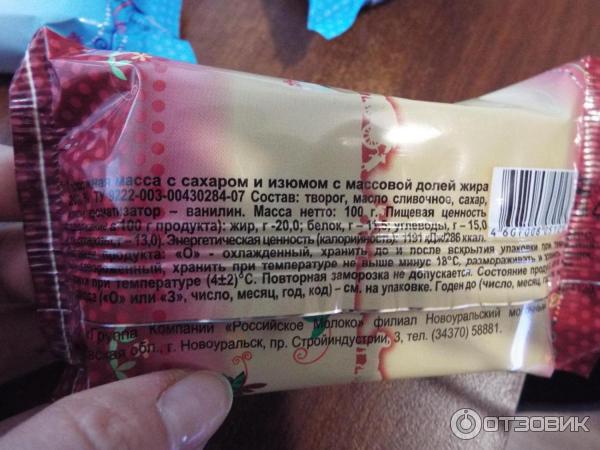 масса с сахаром и изюмом с массовой долей жира
ТУ 9222-003-00430284-07 Состав: творог, масло сливочное, сахар,
ароматизатор – ванилин. Масса нетто: 100 г. Пищевая ценность
100 г продукта): жир, г -20,0; белок, г – углеводы, г – 15,0
г - 13,0). Энергетическая ценность (калорийность): 1191 кДж/286 ккал.
продукта: «О» - охлажденный, хранить до и после вскрытия упаковки при
хранить при температуре не выше минус 18°С, размораживать и
при температуре (4±2)°С. Повторная заморозка не допускается. Состояние
(«О» или «З», число, месяц, год, код) – см. на упаковке. Годен до (число, месяц,
«Группа Компаний «Российское Молоко» филиал Новоуральский
обл., г. Новоуральск, пр. Стройиндустрии, 3, тел. (34370) 58881.
ОТЗОВИК